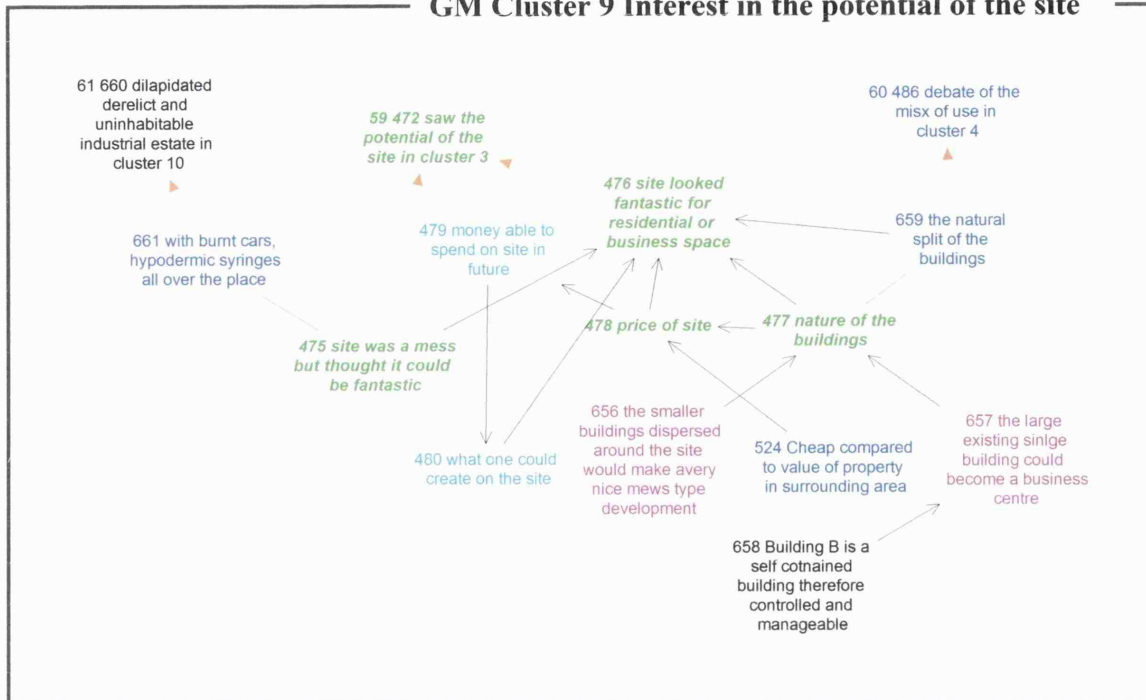 GM Cluster 9 Interest in the potential of the site
61 660 dilapidated
derelict and
uninhabitable
industrial estate in
cluster 10
59 472 saw the
potential of the
site in cluster 3
60 486 debate of the
misx of use in
cluster 4
476 site looked
fantastic for
residential or
business space
661 with burnt cars,
hypodermic syringes
all over the place
479 money able to
spend on site in
future
659 the natural
split of the
buildings
475 site was a mess
but thought it could
be fantastic
478 price of site
477 nature of the
buildings
480 what one could
create on the site
656 the smaller
buildings dispersed
around the site
would make avery
nice mews type
development
524 Cheap compared
to value of property
in surrounding area
657 the large
existing sinlge
building could
become a business
centre
658 Building B is a
self cotnained
building therefore
controlled and
manageable